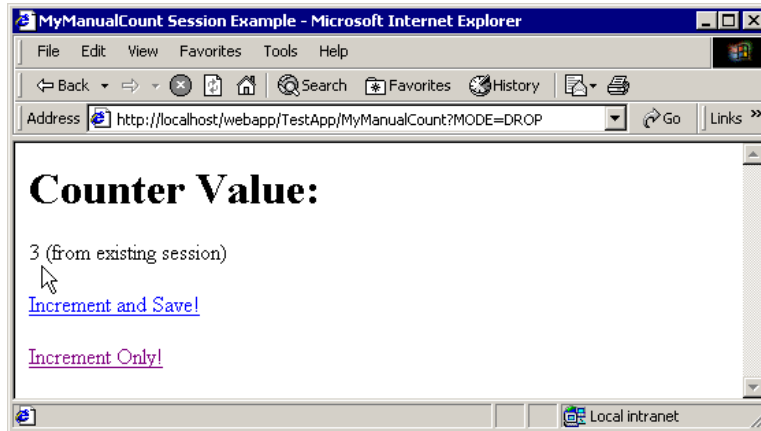 MyManualCount Session Example - Microsoft Internet Explorer
File Edit View Favorites Tools Help
Back Search Favorites History
Address http://localhost/webapp/TestApp/MyManualCount?MODE=DROP Go Links »
Counter Value:
3 (from existing session)
Increment and Save!
Increment Only!
Local intranet